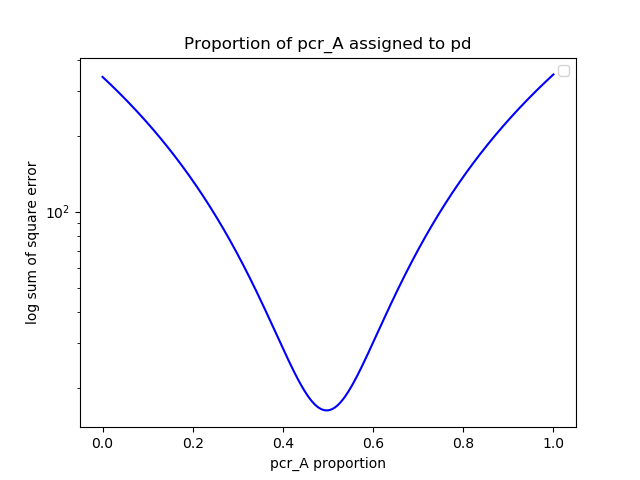 Proportion of pcr_A assigned to pd
log sum of square error
10²
0.0 0.2 0.4 0.6 0.8 1.0
pcr_A proportion